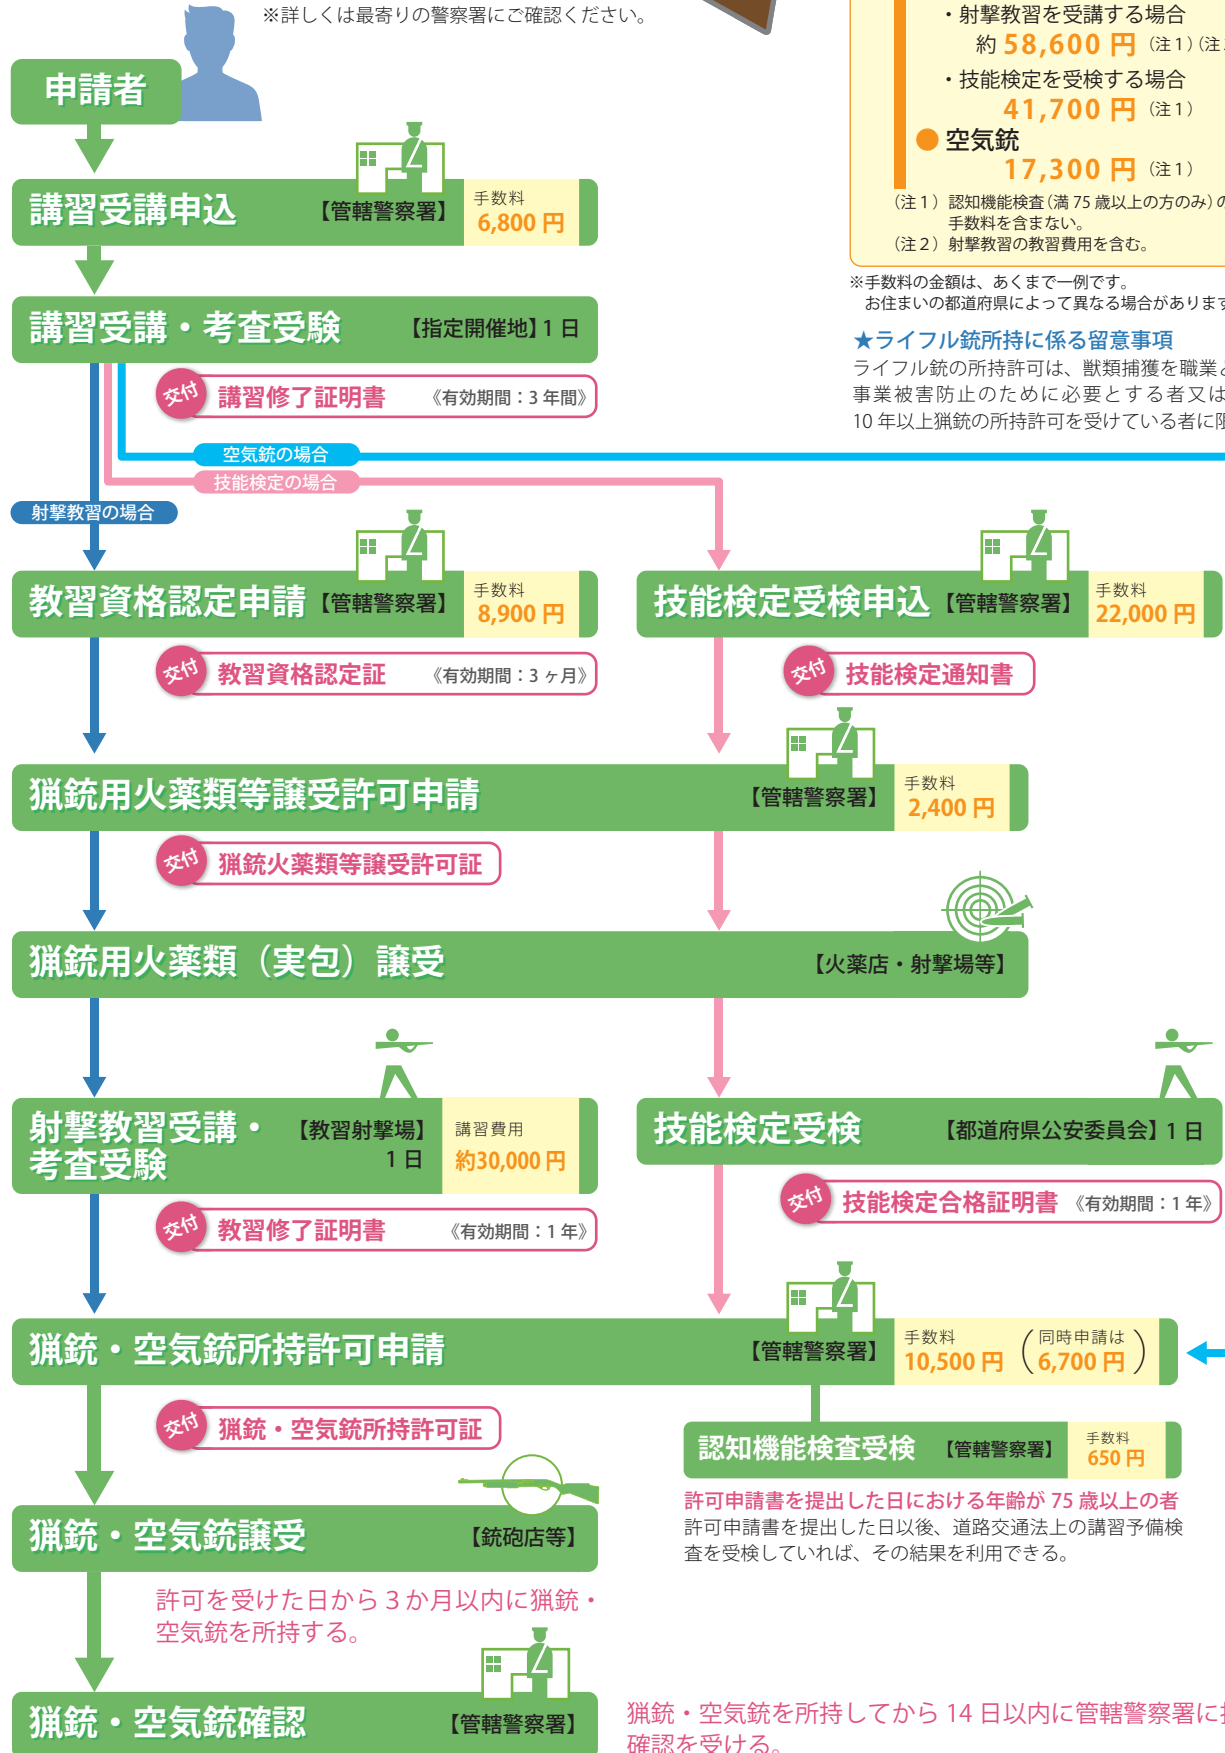 ※詳しくは最寄りの警察署にご確認ください。
・射撃教習を受講する場合
約 58,600 円 (注1)(注
・技能検定を受検する場合
41,700 円 (注1)
● 空気銃
17,300 円 (注1)
(注1) 認知機能検査(満 75 歳以上の方のみ)の
手数料を含まない。
(注2) 射撃教習の教習費用を含む。
※手数料の金額は、あくまで一例です。
お住まいの都道府県によって異なる場合があります
★ライフル銃所持に係る留意事項
ライフル銃の所持許可は、獣類捕獲を職業と
事業被害防止のために必要とする者又は
10 年以上猟銃の所持許可を受けている者に限
申請者
講習受講申込
【管轄警察署】
手数料
6,800 円
講習受講・考査受験
【指定開催地】1 日
交付 講習修了証明書 《有効期間：3 年間》
空気銃の場合
技能検定の場合
射撃教習の場合
教習資格認定申請 【管轄警察署】
手数料
8,900 円
技能検定受検申込 【管轄警察署】
手数料
22,000 円
交付 教習資格認定証 《有効期間：3 ヶ月》
交付 技能検定通知書
猟銃用火薬類等譲受許可申請 【管轄警察署】
手数料
2,400 円
交付 猟銃火薬類等譲受許可証
猟銃用火薬類（実包）譲受 【火薬店・射撃場等】
射撃教習受講・
考査受験
【教習射撃場】
1 日
講習費用
約30,000 円
技能検定受検 【都道府県公安委員会】1 日
交付 教習修了証明書 《有効期間：1 年》
交付 技能検定合格証明書 《有効期間：1 年》
猟銃・空気銃所持許可申請 【管轄警察署】
手数料
10,500 円
(同時申請は
6,700 円)
交付 猟銃・空気銃所持許可証
認知機能検査受検 【管轄警察署】
手数料
650 円
許可申請書を提出した日における年齢が 75 歳以上の者
許可申請書を提出した日以後、道路交通法上の講習予備検
査を受検していれば、その結果を利用できる。
猟銃・空気銃譲受 【銃砲店等】
許可を受けた日から 3 か月以内に猟銃・
空気銃を所持する。
猟銃・空気銃確認 【管轄警察署】
猟銃・空気銃を所持してから 14 日以内に管轄警察署に
確認を受ける。